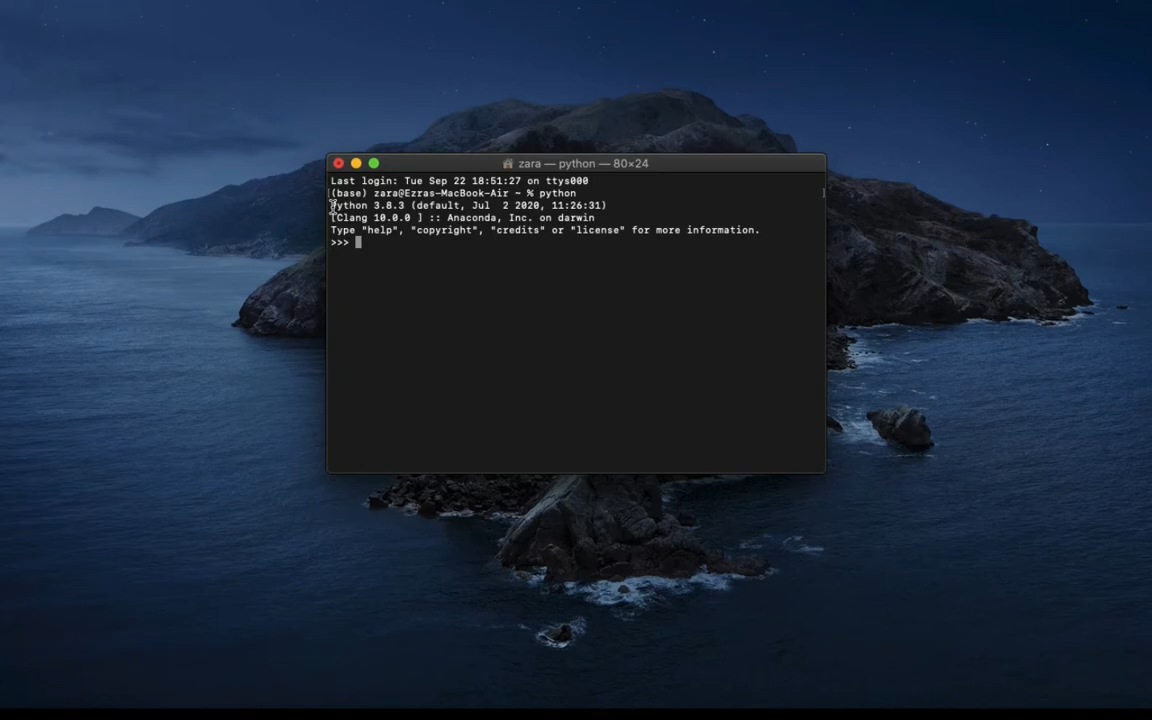 zara — python — 80×24
Last login: Tue Sep 22 18:51:27 on ttys000
[(base) zara@Ezras-MacBook-Air ~ % python ]
Python 3.8.3 (default, Jul  2 2020, 11:26:31)
[Clang 10.0.0 ] :: Anaconda, Inc. on darwin
Type "help", "copyright", "credits" or "license" for more information.
>>>